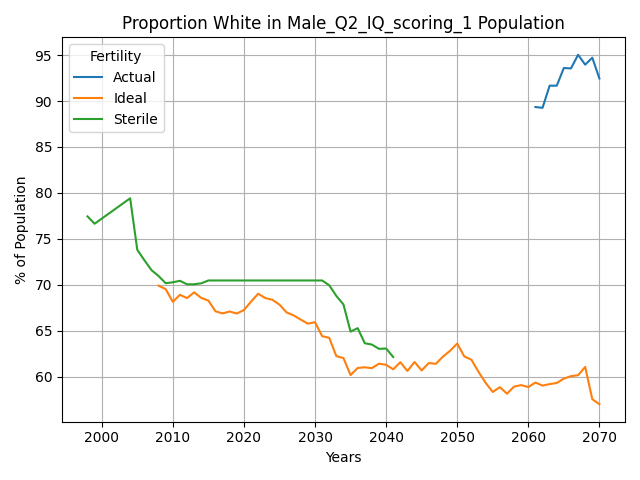 Proportion White in Male_Q2_IQ_scoring_1 Population
Fertility
Actual
Ideal
Sterile
% of Population
95
90
85
80
75
70
65
60
2000 2010 2020 2030 2040 2050 2060 2070
Years